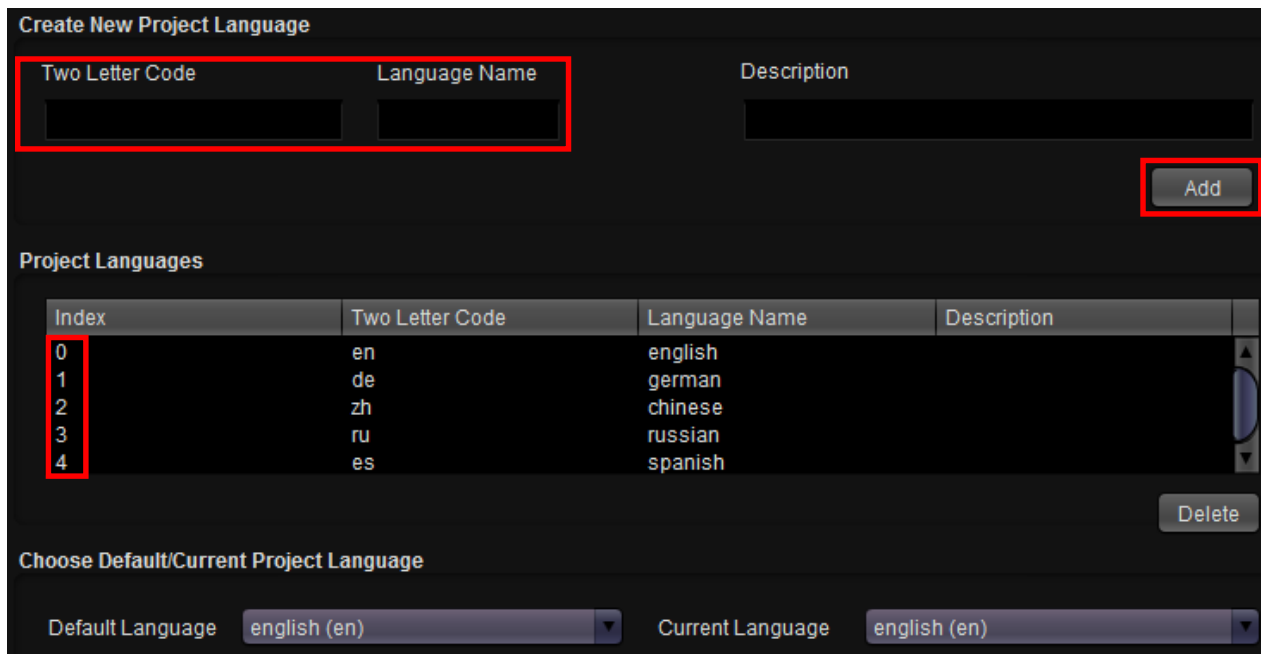 Create New Project Language
Two Letter Code Language Name Description
Add
Project Languages
Index Two Letter Code Language Name Description
0 en english
1 de german
2 zh chinese
3 ru russian
4 es spanish
Delete
Choose Default/Current Project Language
Default Language english (en) Current Language english (en)